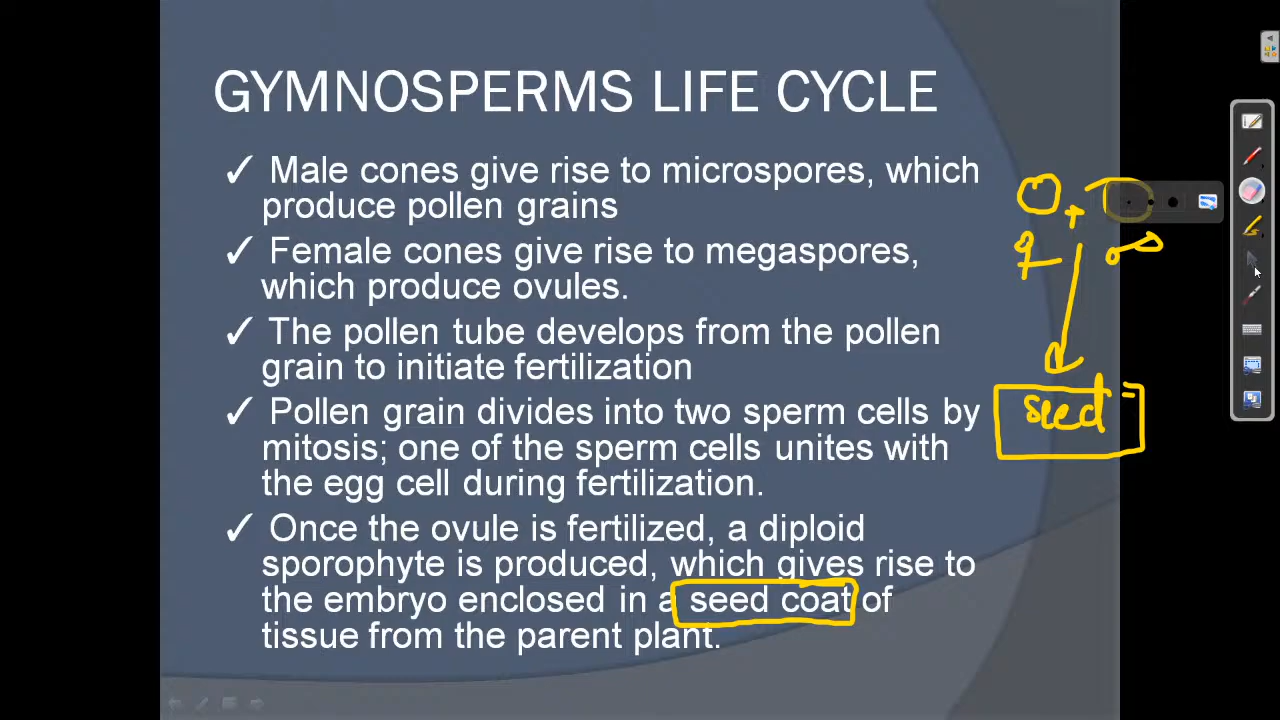 GYMNOSPERMS LIFE CYCLE
✓ Male cones give rise to microspores, which
produce pollen grains
✓ Female cones give rise to megaspores,
which produce ovules.
✓ The pollen tube develops from the pollen
grain to initiate fertilization
✓ Pollen grain divides into two sperm cells by
mitosis; one of the sperm cells unites with
the egg cell during fertilization.
✓ Once the ovule is fertilized, a diploid
sporophyte is produced, which gives rise to
the embryo enclosed in a seed coat of
tissue from the parent plant.
+
♀ ♂
seed